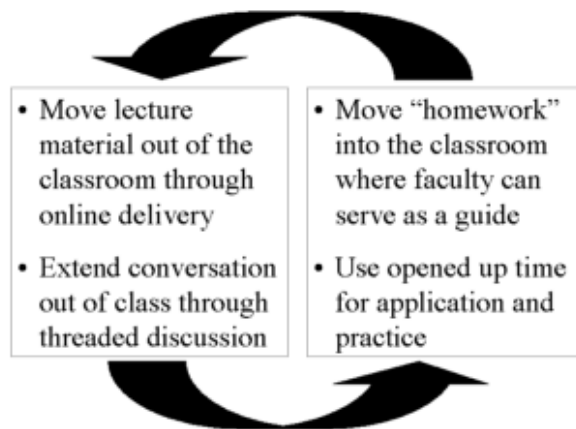 • Move lecture
material out of the
classroom through
online delivery
• Extend conversation
out of class through
threaded discussion
• Move “homework”
into the classroom
where faculty can
serve as a guide
• Use opened up time
for application and
practice